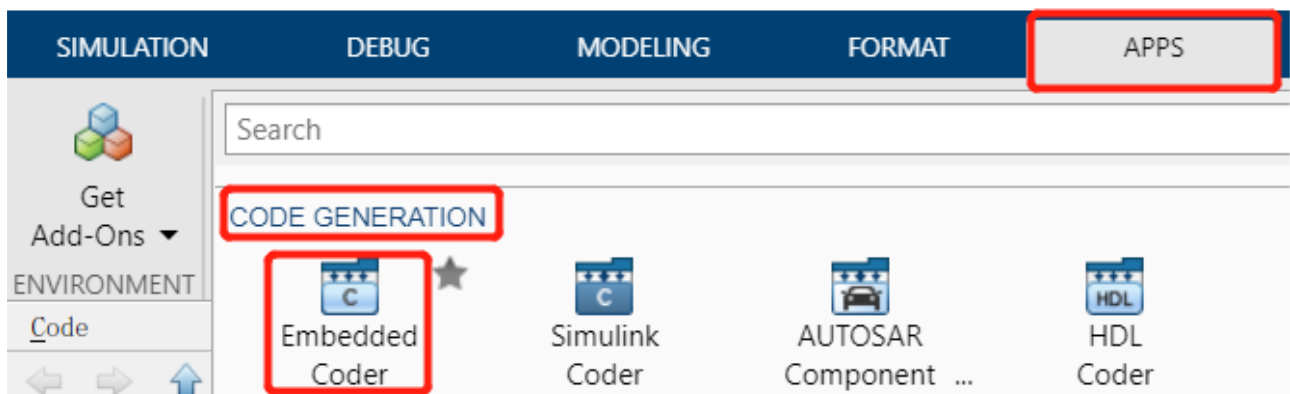 SIMULATION DEBUG MODELING FORMAT APPS
Search
Get
Add-Ons
ENVIRONMENT
Code
CODE GENERATION
C C HDL
Embedded Simulink AUTOSAR HDL
Coder Coder Component ... Coder